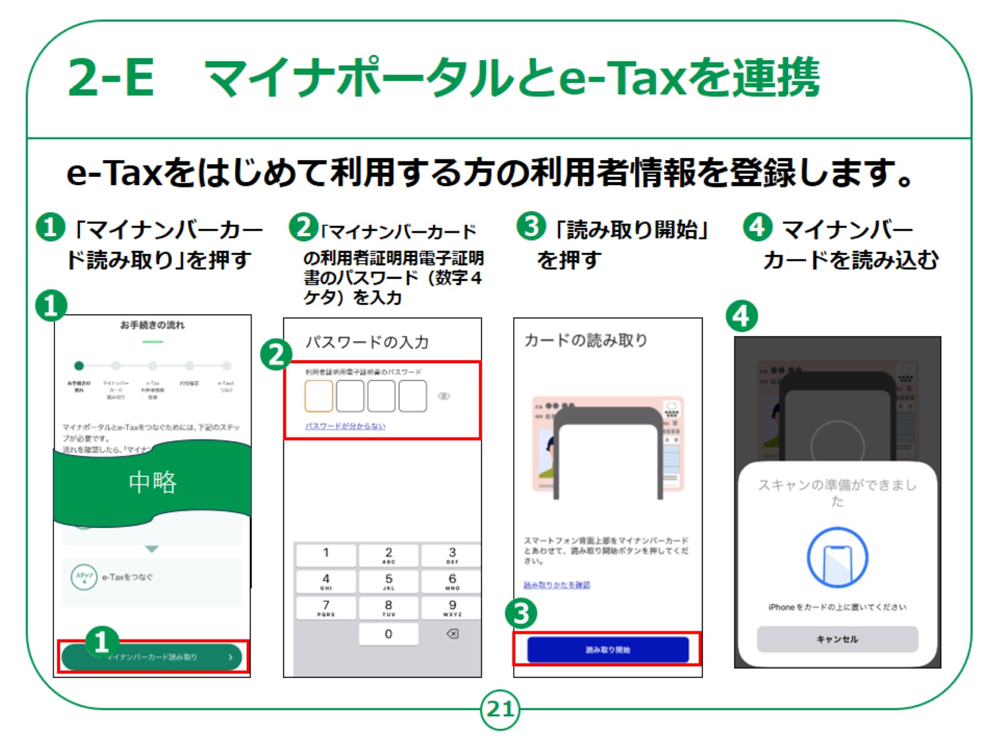 2-E　マイナポータルとe-Taxを連携
e-Taxをはじめて利用する方の利用者情報を登録します。
1「マイナンバーカー
ド読み取り」を押す
2「マイナンバーカード
の利用者証明用電子証明
書のパスワード（数字４
ケタ）を入力
3「読み取り開始」
を押す
4 マイナンバー
カードを読み込む
1
お手続きの流れ
お手続きの
流れ
マイナンバー
カード
読み取り
e-Tax
利用者情報
登録
内容確認
e-Taxと
つなぐ
マイナポータルとe-Taxをつなぐためには、下記のステッ
プが必要です。
流れを確認したら、「マイナン
中略
ステップ
4
e-Taxをつなぐ
1
マイナンバーカード読み取り
2
パスワードの入力
利用者証明用電子証明書のパスワード
パスワードが分からない
1
2
ABC
3
DEF
4
GHI
5
JKL
6
MNO
7
PQRS
8
TUV
9
WXYZ
0
カードの読み取り
氏名
住所
スマートフォン背面上部をマイナンバーカード
とあわせて、読み取り開始ボタンを押してくだ
さい。
読み取りかたを確認
3
読み取り開始
4
スキャンの準備ができまし
た
iPhoneをカードの上に置いてください
キャンセル
21